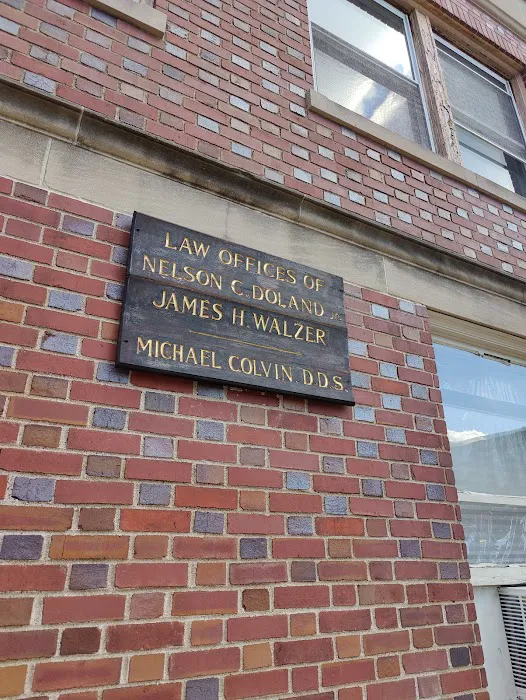 LAW OFFICES OF
NELSON C. DOLAND JR.
JAMES H. WALZER
MICHAEL COLVIN D.D.S.